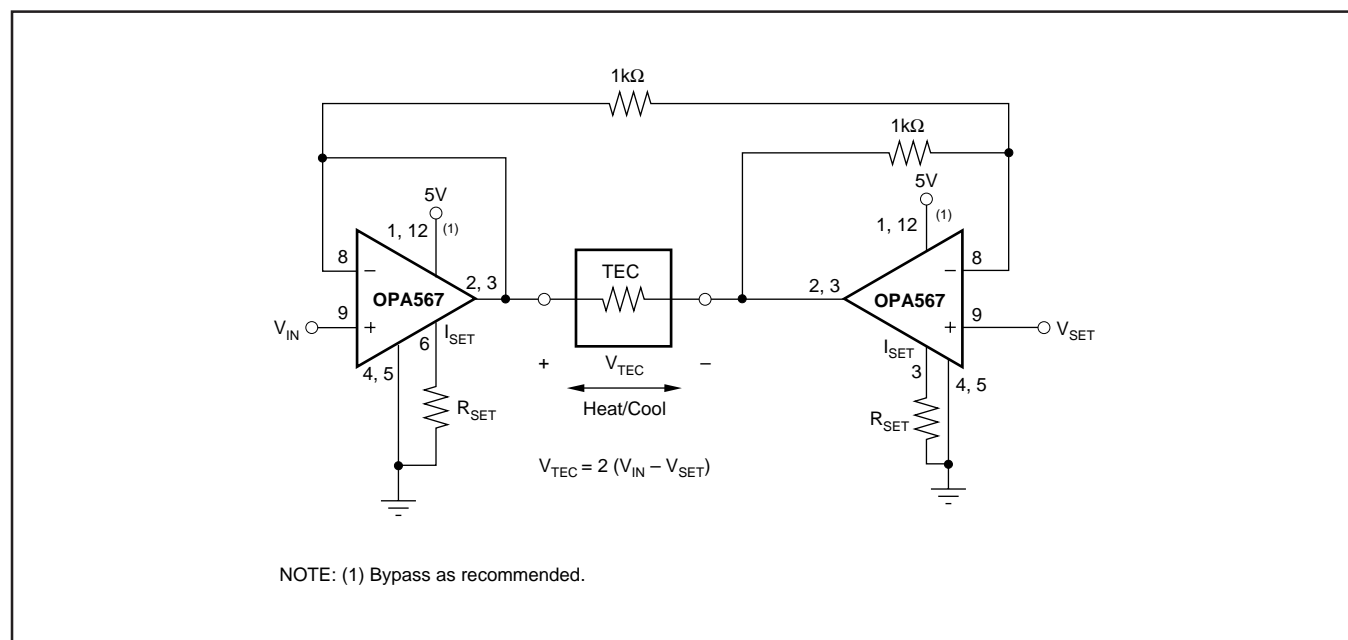 1kΩ
1kΩ
5V
(1)
1, 12
8
–
OPA567
2, 3
9
+
V_IN
I_SET
6
4, 5
R_SET
TEC
+
V_TEC
–
Heat/Cool
V_TEC = 2 (V_IN – V_SET)
5V
(1)
1, 12
8
–
OPA567
2, 3
9
+
V_SET
I_SET
3
4, 5
R_SET
NOTE: (1) Bypass as recommended.